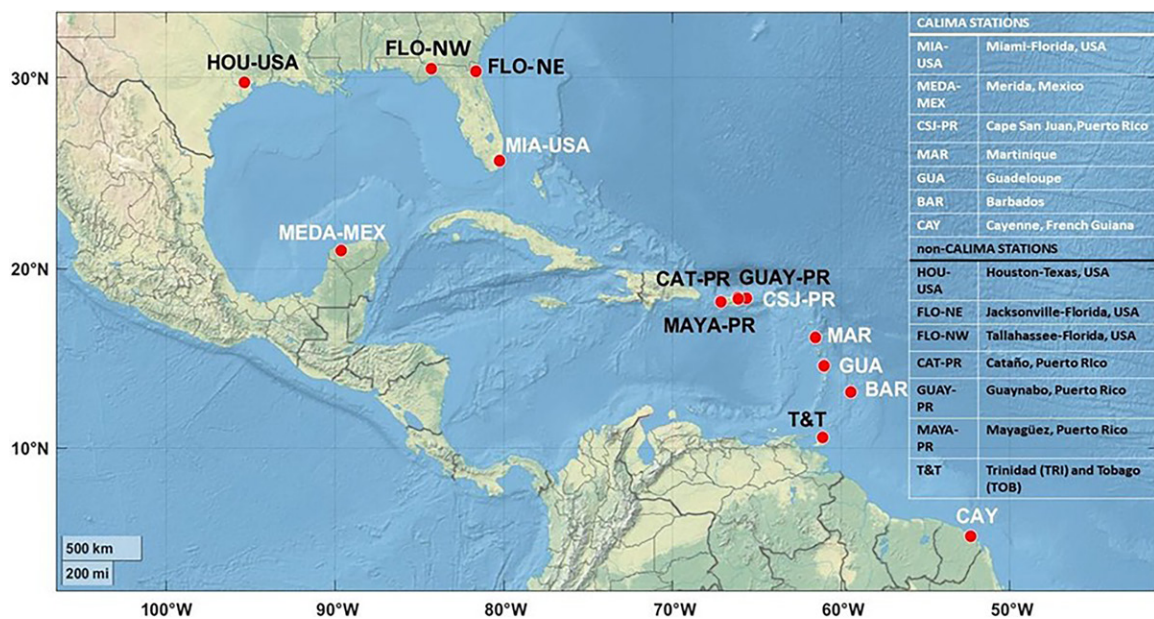 CALIMA STATIONS
MIA-USA Miami-Florida, USA
MEDA-MEX Merida, Mexico
CSJ-PR Cape San Juan,Puerto Rico
MAR Martinique
GUA Guadeloupe
BAR Barbados
CAY Cayenne, French Guiana
non-CALIMA STATIONS
HOU-USA Houston-Texas, USA
FLO-NE Jacksonville-Florida, USA
FLO-NW Tallahassee-Florida, USA
CAT-PR Cataño, Puerto Rico
GUAY-PR Guaynabo, Puerto Rico
MAYA-PR Mayagüez, Puerto Rico
T&T Trinidad (TRI) and Tobago (TOB)
FLO-NW
HOU-USA
FLO-NE
MIA-USA
MEDA-MEX
CAT-PR GUAY-PR
CSJ-PR
MAYA-PR
MAR
GUA
BAR
T&T
CAY
30°N
20°N
10°N
500 km
200 mi
100°W 90°W 80°W 70°W 60°W 50°W